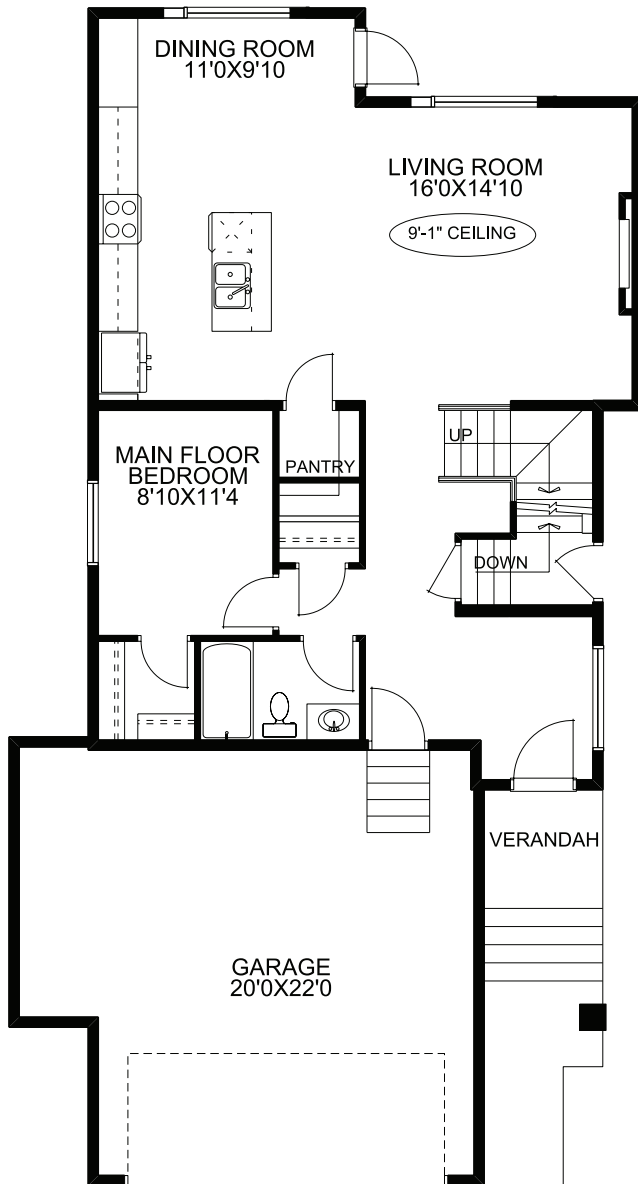 DINING ROOM
11'0X9'10
LIVING ROOM
16'0X14'10
9'-1" CEILING
UP
MAIN FLOOR
BEDROOM
8'10X11'4
PANTRY
DOWN
VERANDAH
GARAGE
20'0X22'0